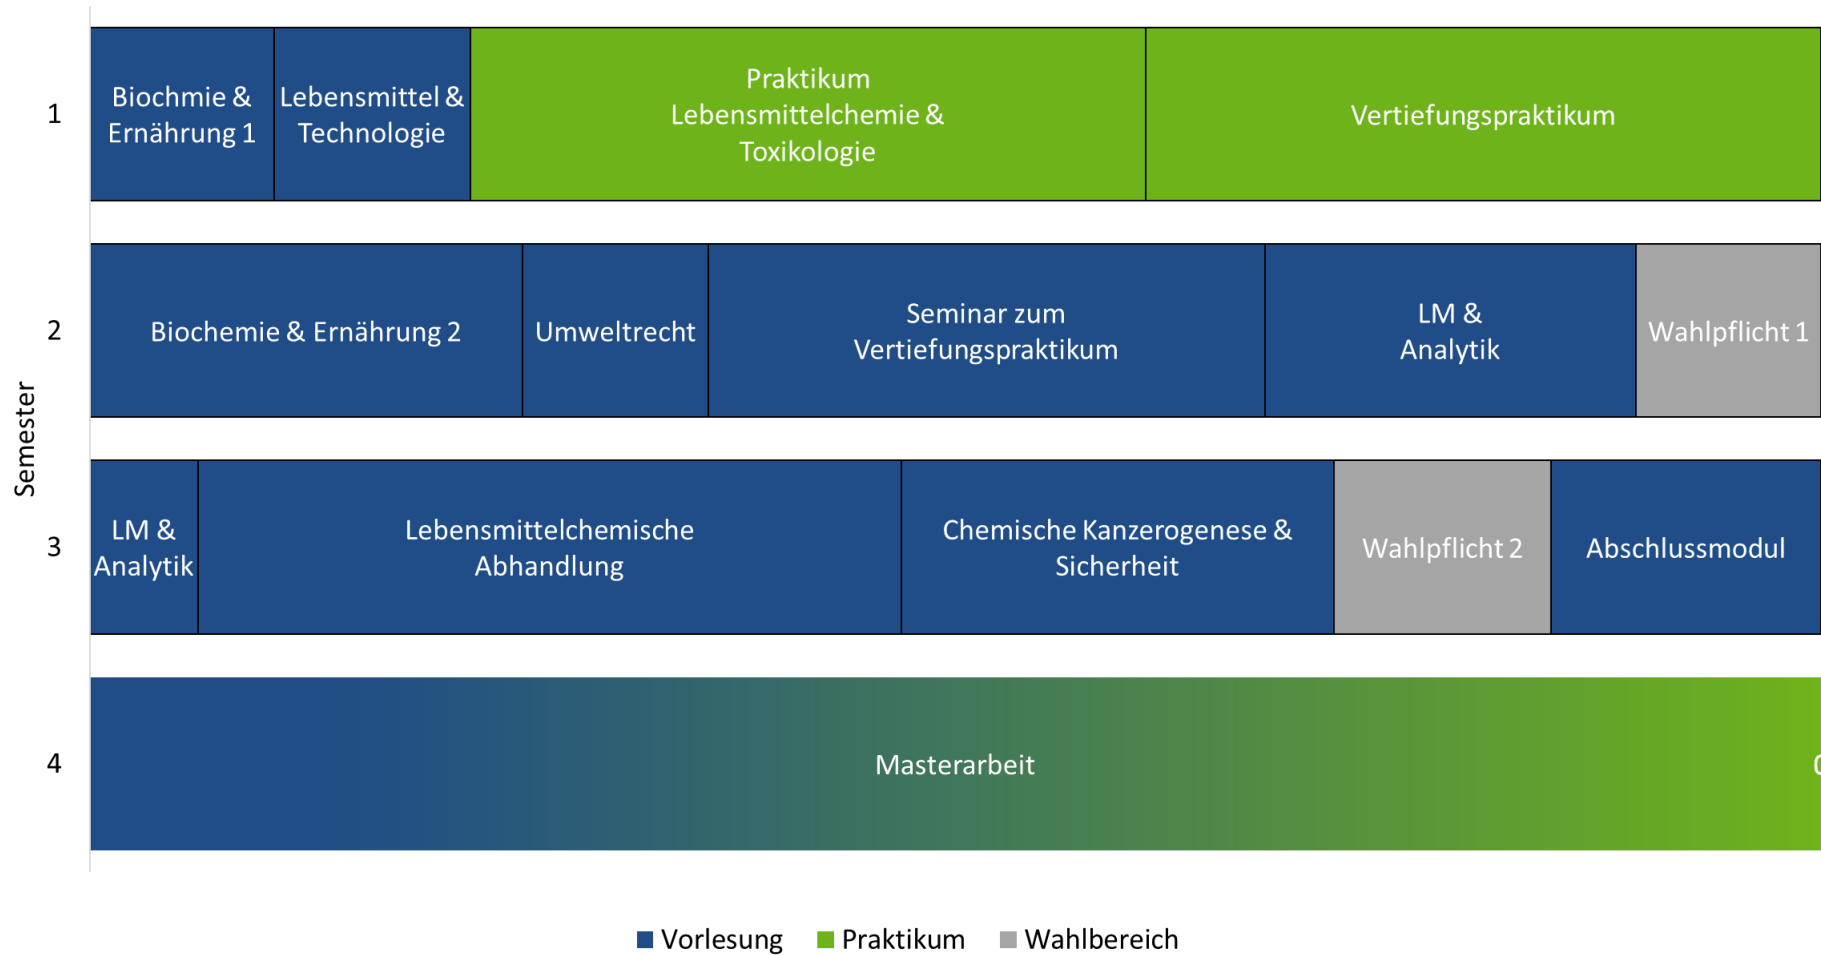 Semester
1
Biochmie &
Ernährung 1
Lebensmittel &
Technologie
Praktikum
Lebensmittelchemie &
Toxikologie
Vertiefungspraktikum
2
Biochemie & Ernährung 2
Umweltrecht
Seminar zum
Vertiefungspraktikum
LM &
Analytik
Wahlpflicht 1
3
LM &
Analytik
Lebensmittelchemische
Abhandlung
Chemische Kanzerogenese &
Sicherheit
Wahlpflicht 2
Abschlussmodul
4
Masterarbeit
Vorlesung
Praktikum
Wahlbereich